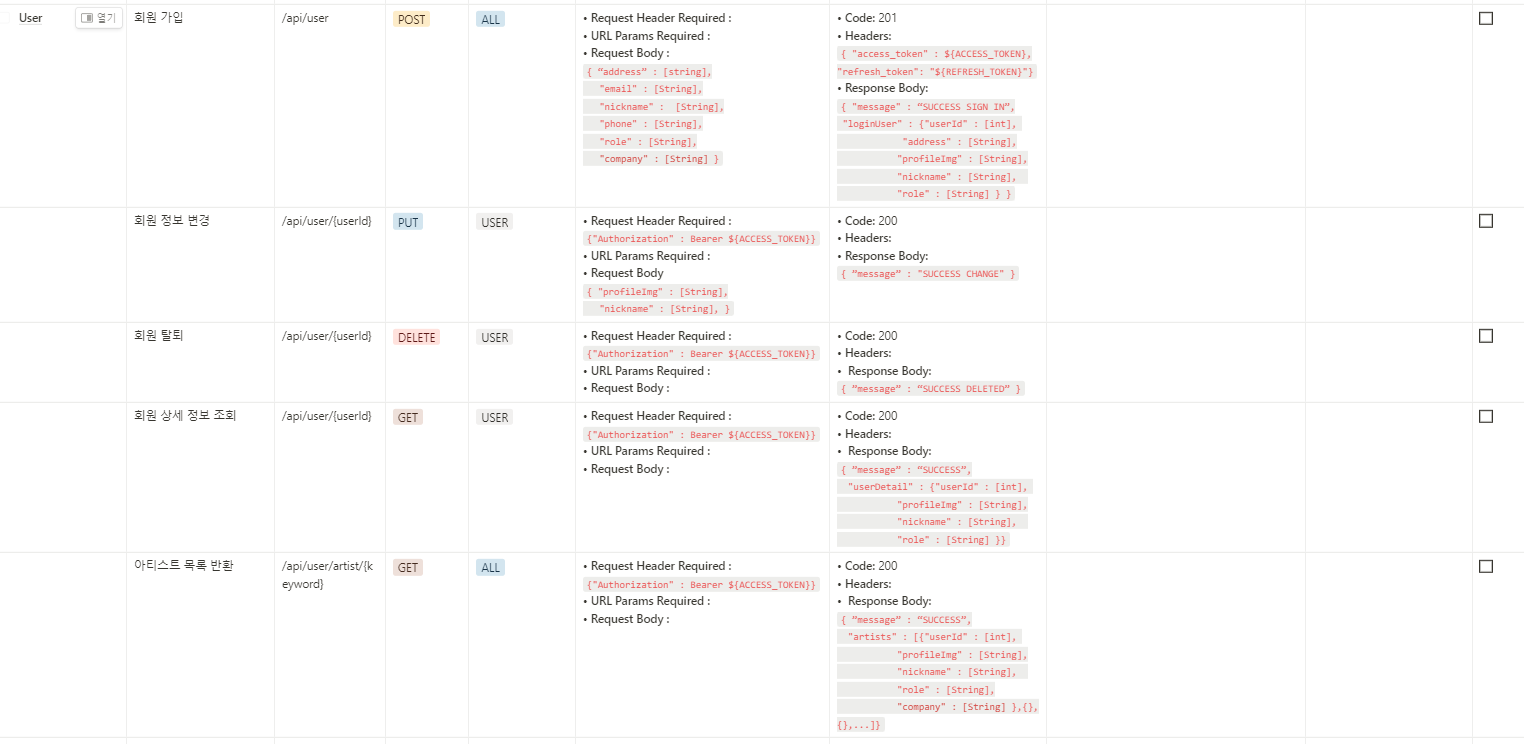 User
열기
회원 가입
/api/user
POST
ALL
• Request Header Required :
• URL Params Required :
• Request Body :
{ “address” : [string],
"email" : [String],
"nickname" :  [String],
"phone" : [String],
"role" : [String],
"company" : [String] }
• Code: 201
• Headers:
{ "access_token" : ${ACCESS_TOKEN},
"refresh_token": "${REFRESH_TOKEN}"}
• Response Body:
{ "message" : “SUCCESS SIGN IN”,
"loginUser" : {"userId" : [int],
"address" : [String],
"profileImg" : [String],
"nickname" : [String],
"role" : [String] } }
회원 정보 변경
/api/user/{userId}
PUT
USER
• Request Header Required :
{"Authorization" : Bearer ${ACCESS_TOKEN}}
• URL Params Required :
• Request Body
{ "profileImg" : [String],
"nickname" : [String], }
• Code: 200
• Headers:
• Response Body:
{ ”message” : "SUCCESS CHANGE" }
회원 탈퇴
/api/user/{userId}
DELETE
USER
• Request Header Required :
{"Authorization" : Bearer ${ACCESS_TOKEN}}
• URL Params Required :
• Request Body :
• Code: 200
• Headers:
•  Response Body:
{ ”message” : “SUCCESS DELETED” }
회원 상세 정보 조회
/api/user/{userId}
GET
USER
• Request Header Required :
{"Authorization" : Bearer ${ACCESS_TOKEN}}
• URL Params Required :
• Request Body :
• Code: 200
• Headers:
•  Response Body:
{ ”message” : “SUCCESS”,
"userDetail" : {"userId" : [int],
"profileImg" : [String],
"nickname" : [String],
"role" : [String] }}
아티스트 목록 반환
/api/user/artist/{k
eyword}
GET
ALL
• Request Header Required :
{"Authorization" : Bearer ${ACCESS_TOKEN}}
• URL Params Required :
• Request Body :
• Code: 200
• Headers:
•  Response Body:
{ ”message” : “SUCCESS”,
"artists" : [{"userId" : [int],
"profileImg" : [String],
"nickname" : [String],
"role" : [String],
"company" : [String] },{},
{},...]}